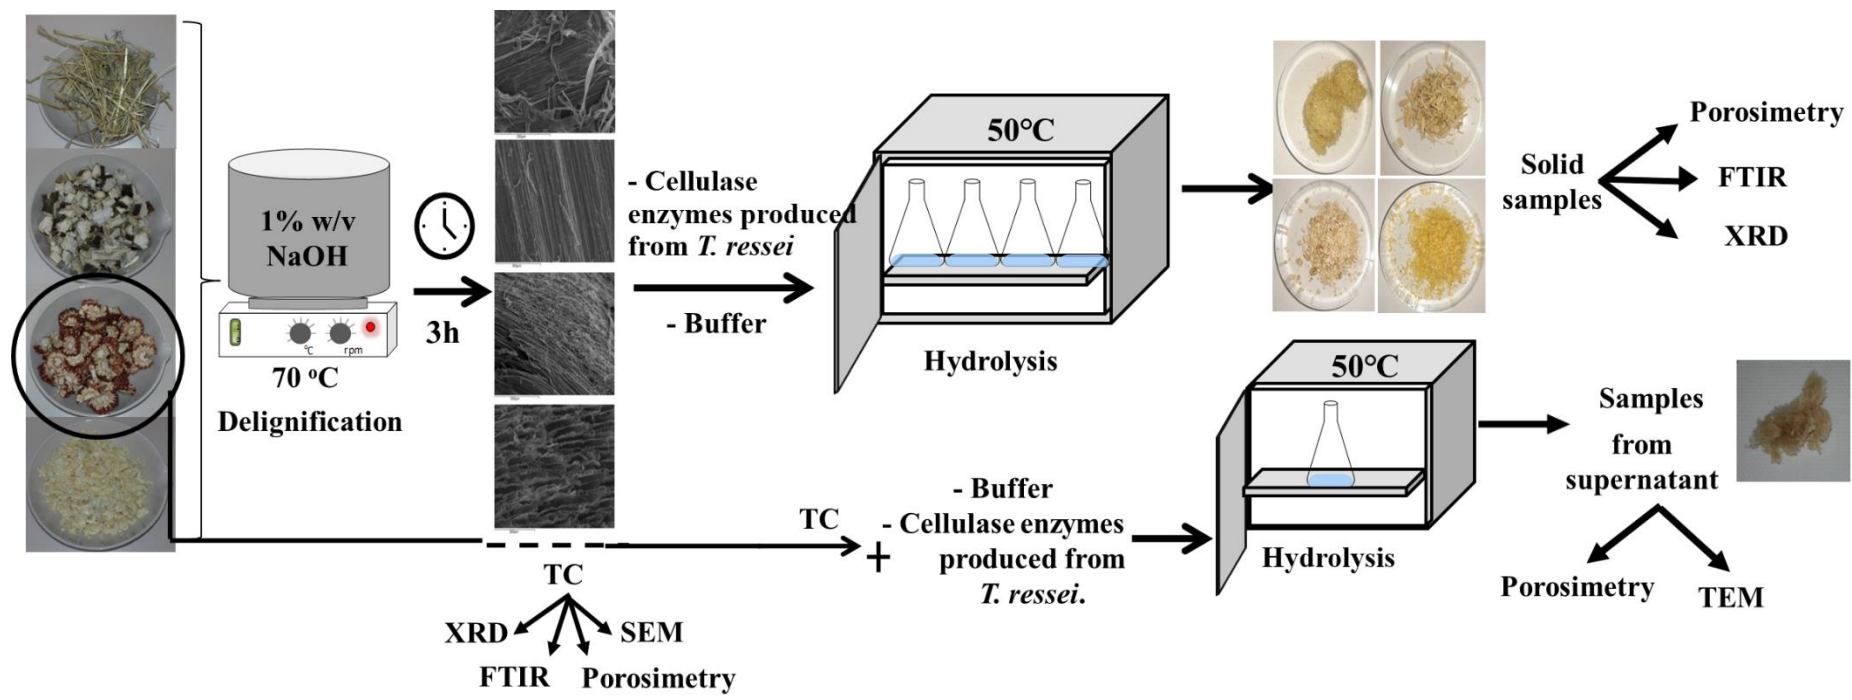 1% w/v
NaOH
°C
rpm
70 °C
Delignification
3h
- Cellulase
enzymes produced
from T. ressei
- Buffer
50°C
Hydrolysis
Solid
samples
Porosimetry
FTIR
XRD
TC
XRD
FTIR
Porosimetry
SEM
TC
+
- Buffer
- Cellulase enzymes
produced from
T. ressei.
50°C
Hydrolysis
Samples
from
supernatant
Porosimetry
TEM